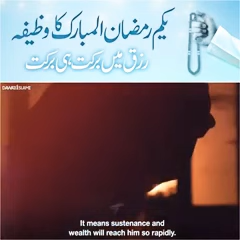 یکم رمضان المبارک کا وظیفہ
رزق میں برکت ہی برکت
It means sustenance and
wealth will reach him so rapidly.